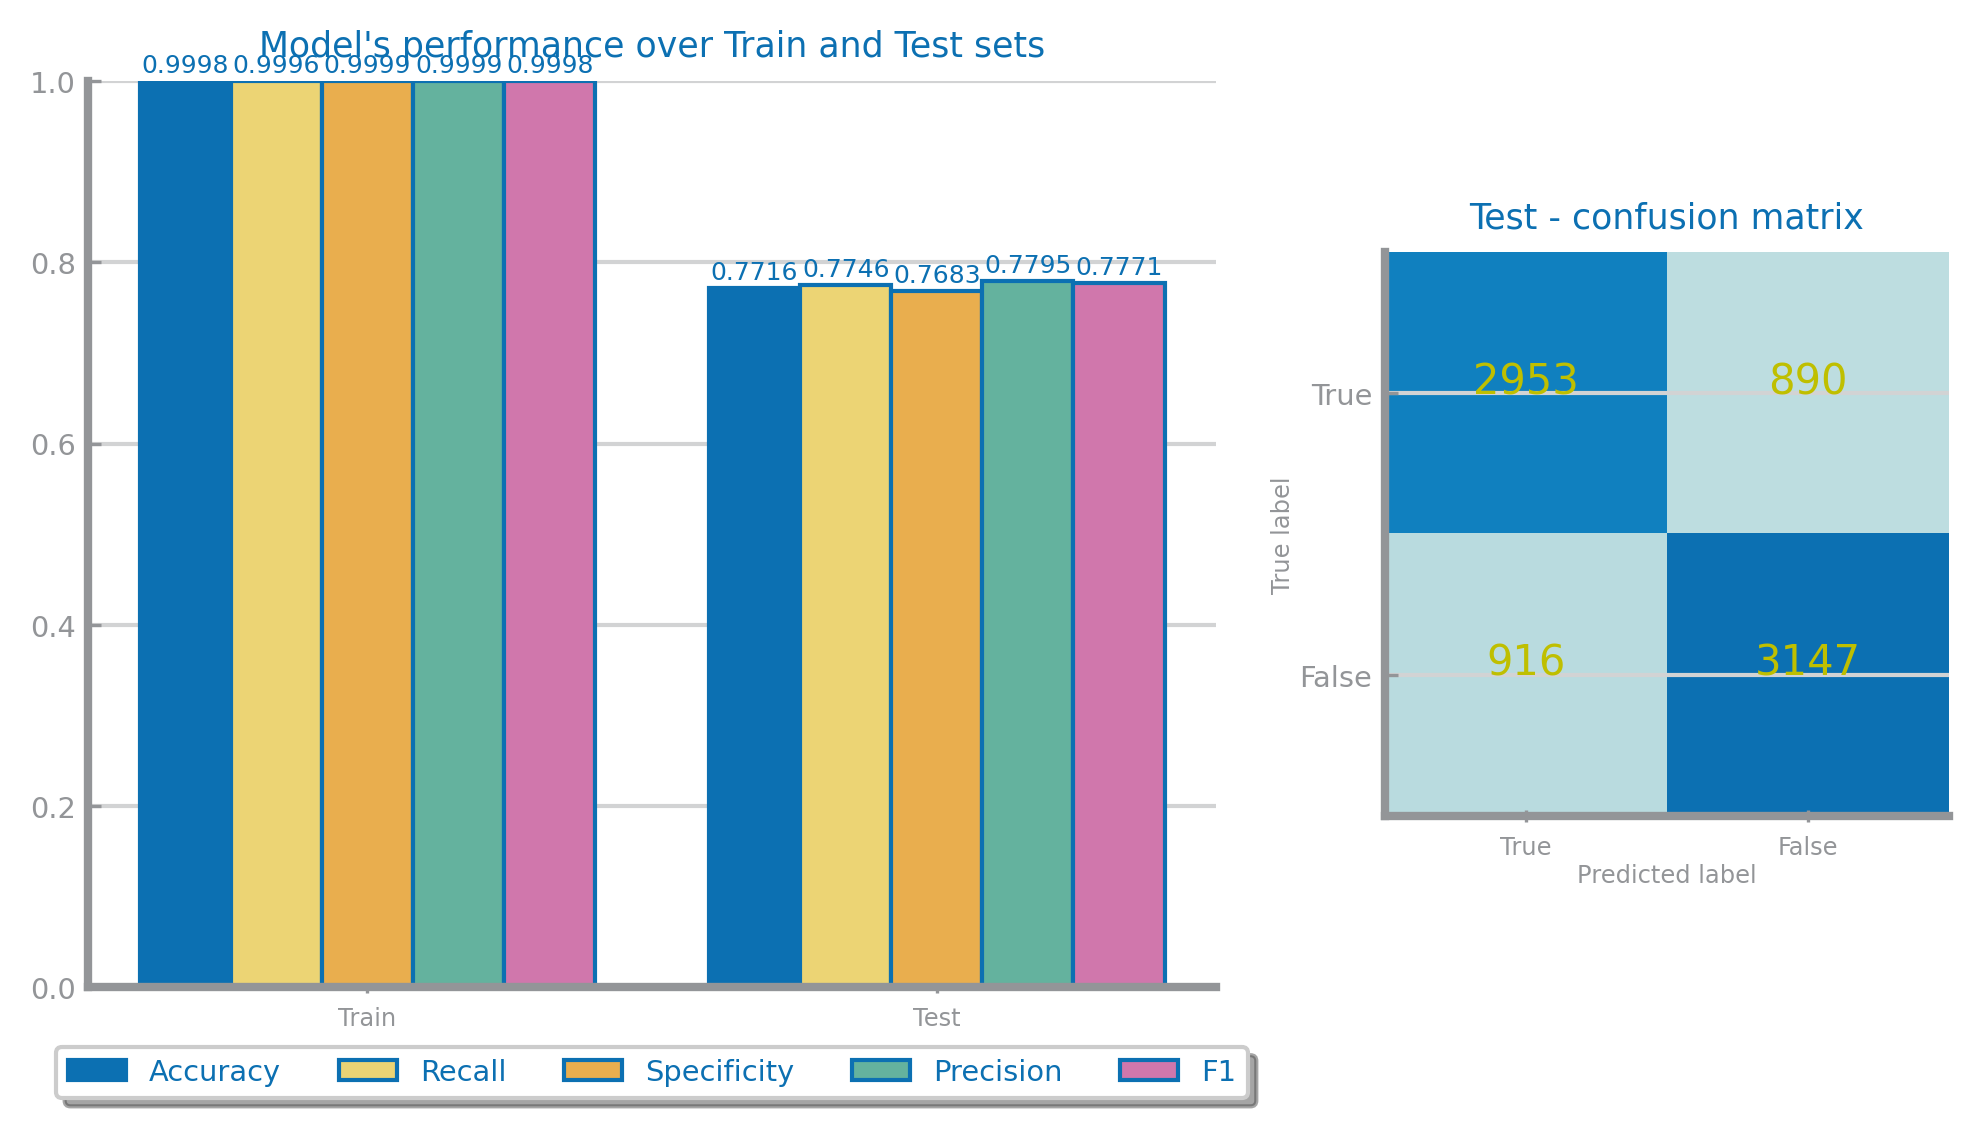 Model's performance over Train and Test sets
0.9998 0.9996 0.9999 0.9999 0.9998
1.0
0.8
0.6
0.4
0.2
0.0
0.7716 0.7746 0.7683 0.7795 0.7771
Train Test
Accuracy Recall Specificity Precision F1
Test - confusion matrix
True label
True
False
2953 890
916 3147
True False
Predicted label